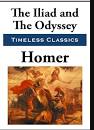 The Iliad and
The Odyssey
TIMELESS CLASSICS
Homer